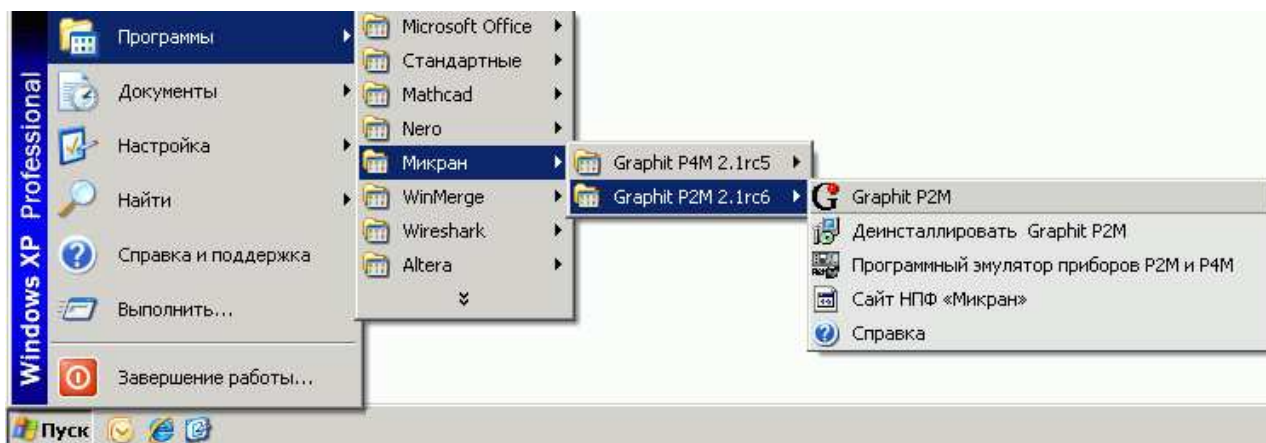 Windows XP Professional
Программы
Документы
Настройка
Найти
Справка и поддержка
Выполнить...
Завершение работы...
Microsoft Office
Стандартные
Mathcad
Nero
Микран
WinMerge
Wireshark
Altera
Graphit P4M 2.1rc5
Graphit P2M 2.1rc6
Graphit P2M
Деинсталлировать Graphit P2M
Программный эмулятор приборов Р2М и Р4М
Сайт НПФ «Микран»
Справка
Пуск